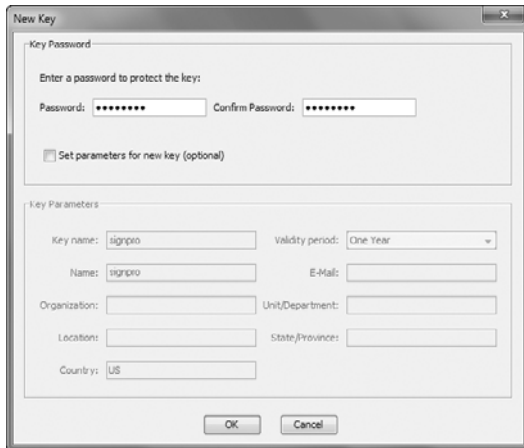 New Key
Key Password
Enter a password to protect the key:
Password: •••••••• Confirm Password: ••••••••
Set parameters for new key (optional)
Key Parameters
Key name: signpro Validity period: One Year
Name: signpro E-Mail:
Organization: Unit/Department:
Location: State/Province:
Country: US
OK Cancel